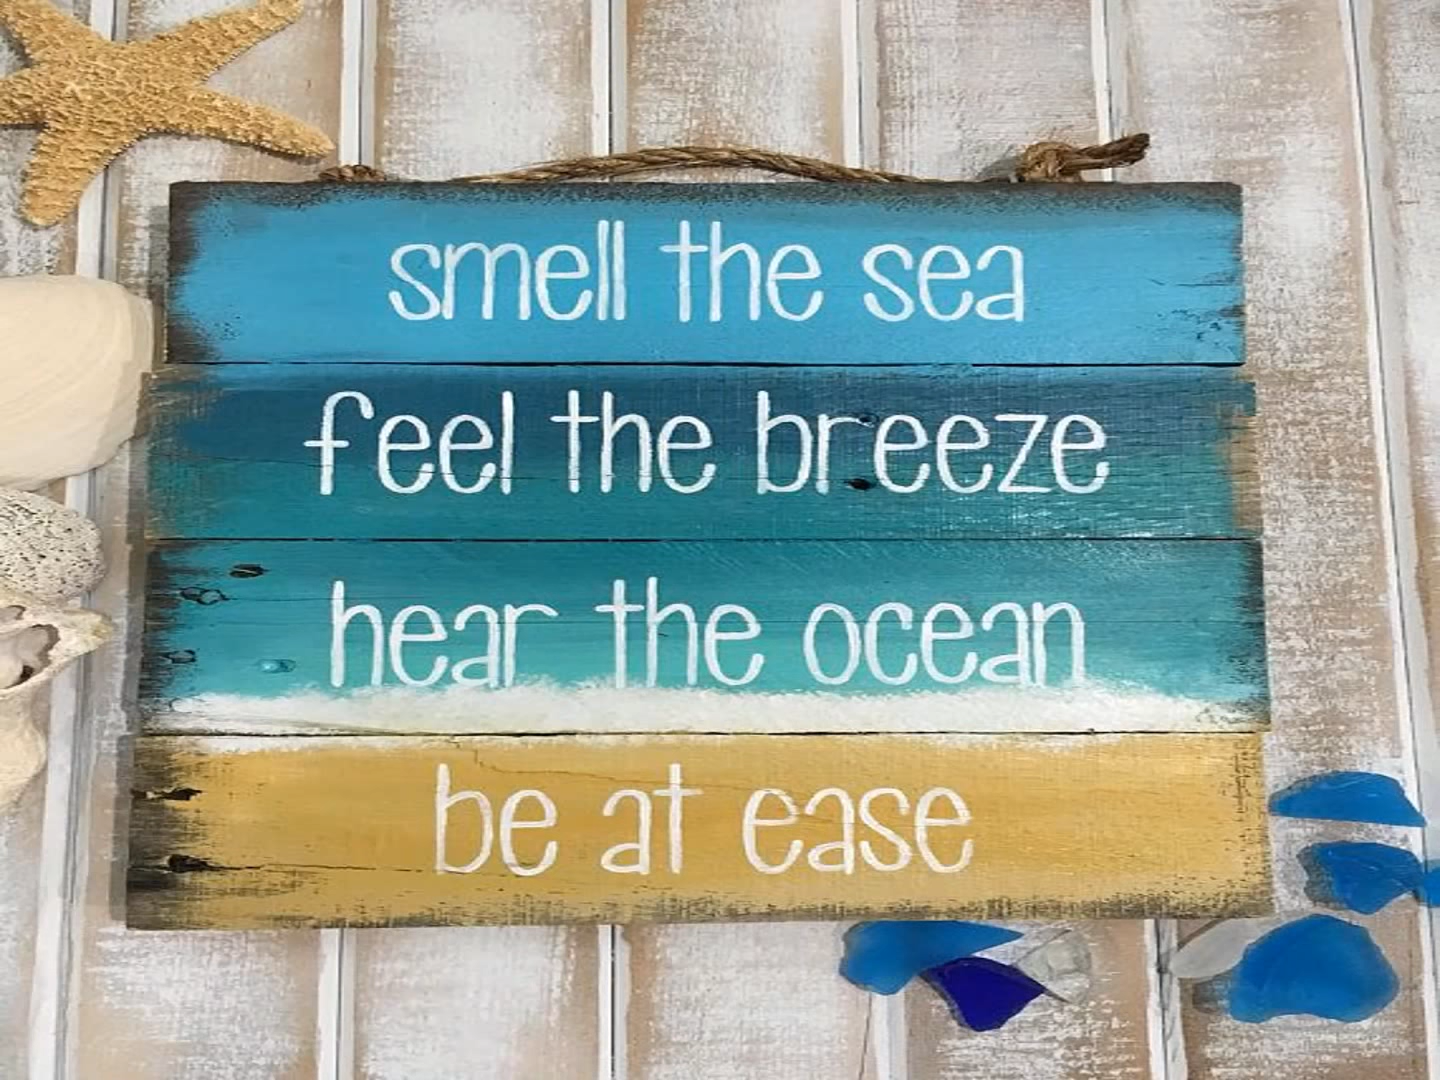 smell the sea
feel the breeze
hear the ocean
be at ease